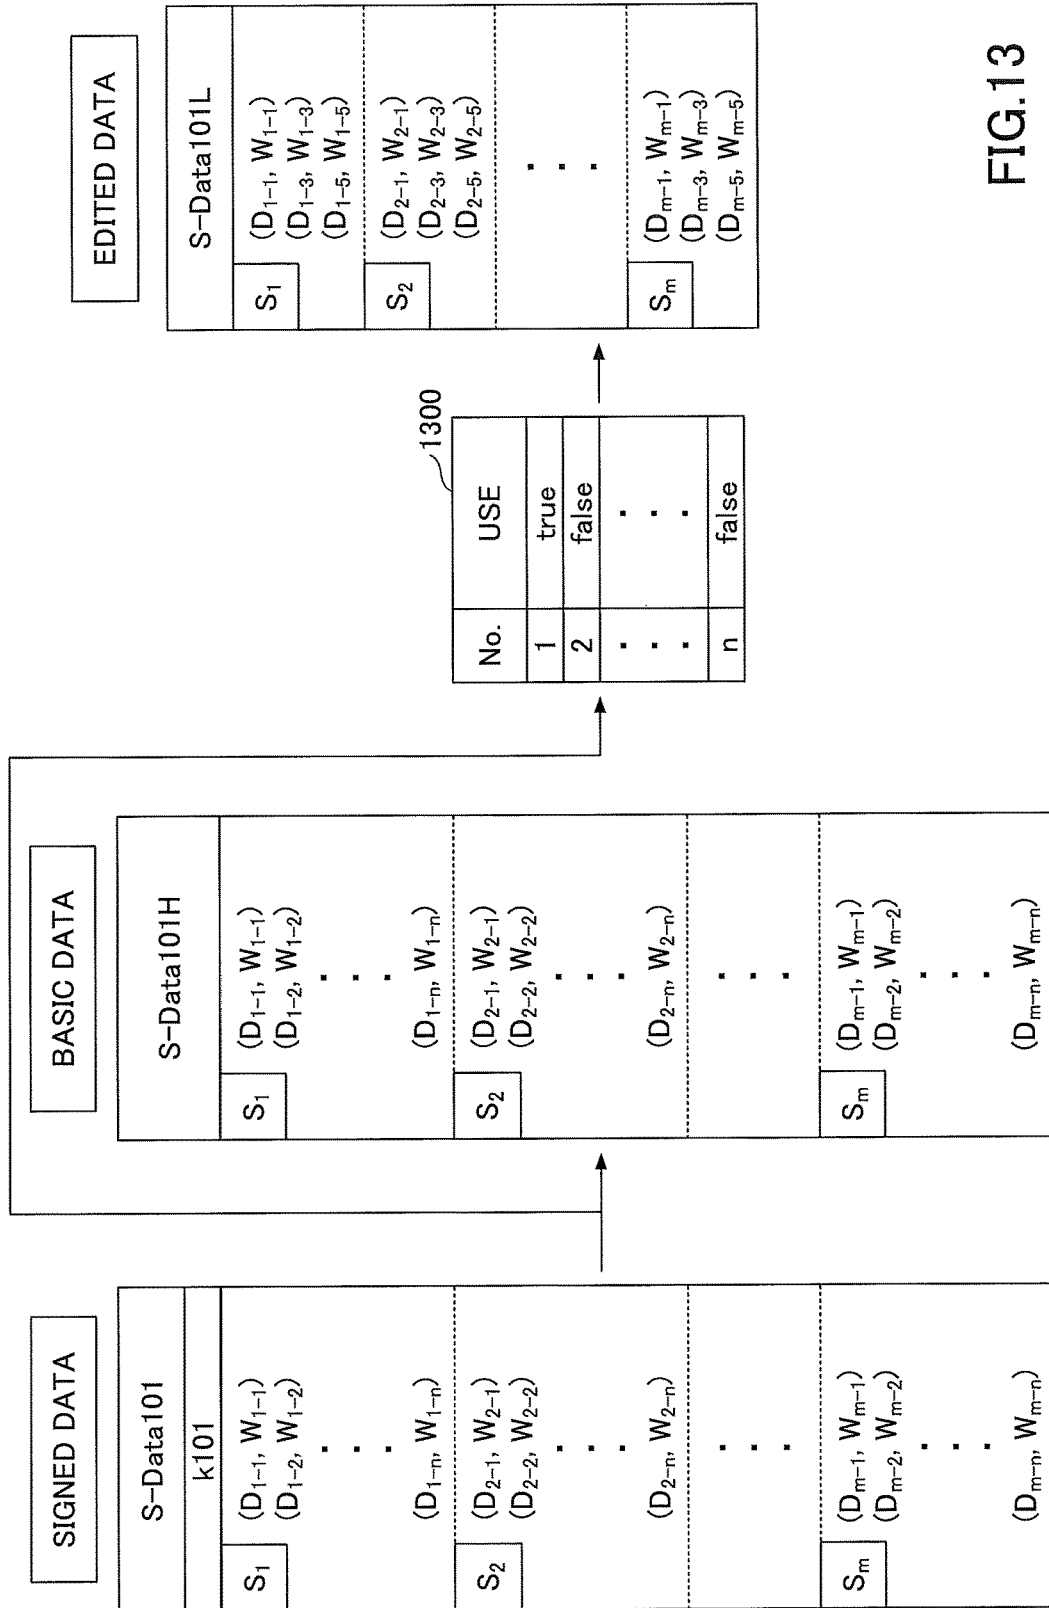 SIGNED DATA
S-Data101
k101
S1
(D1-1, W1-1)
(D1-2, W1-2)
. . .
(D1-n, W1-n)
S2
(D2-1, W2-1)
(D2-2, W2-2)
. . .
(D2-n, W2-n)
. . .
Sm
(Dm-1, Wm-1)
(Dm-2, Wm-2)
. . .
(Dm-n, Wm-n)
BASIC DATA
S-Data101H
S1
(D1-1, W1-1)
(D1-2, W1-2)
. . .
(D1-n, W1-n)
S2
(D2-1, W2-1)
(D2-2, W2-2)
. . .
(D2-n, W2-n)
. . .
Sm
(Dm-1, Wm-1)
(Dm-2, Wm-2)
. . .
(Dm-n, Wm-n)
1300
No. USE
1 true
2 false
. . . . . .
n false
EDITED DATA
S-Data101L
S1
(D1-1, W1-1)
(D1-3, W1-3)
(D1-5, W1-5)
S2
(D2-1, W2-1)
(D2-3, W2-3)
(D2-5, W2-5)
. . .
Sm
(Dm-1, Wm-1)
(Dm-3, Wm-3)
(Dm-5, Wm-5)
FIG.13